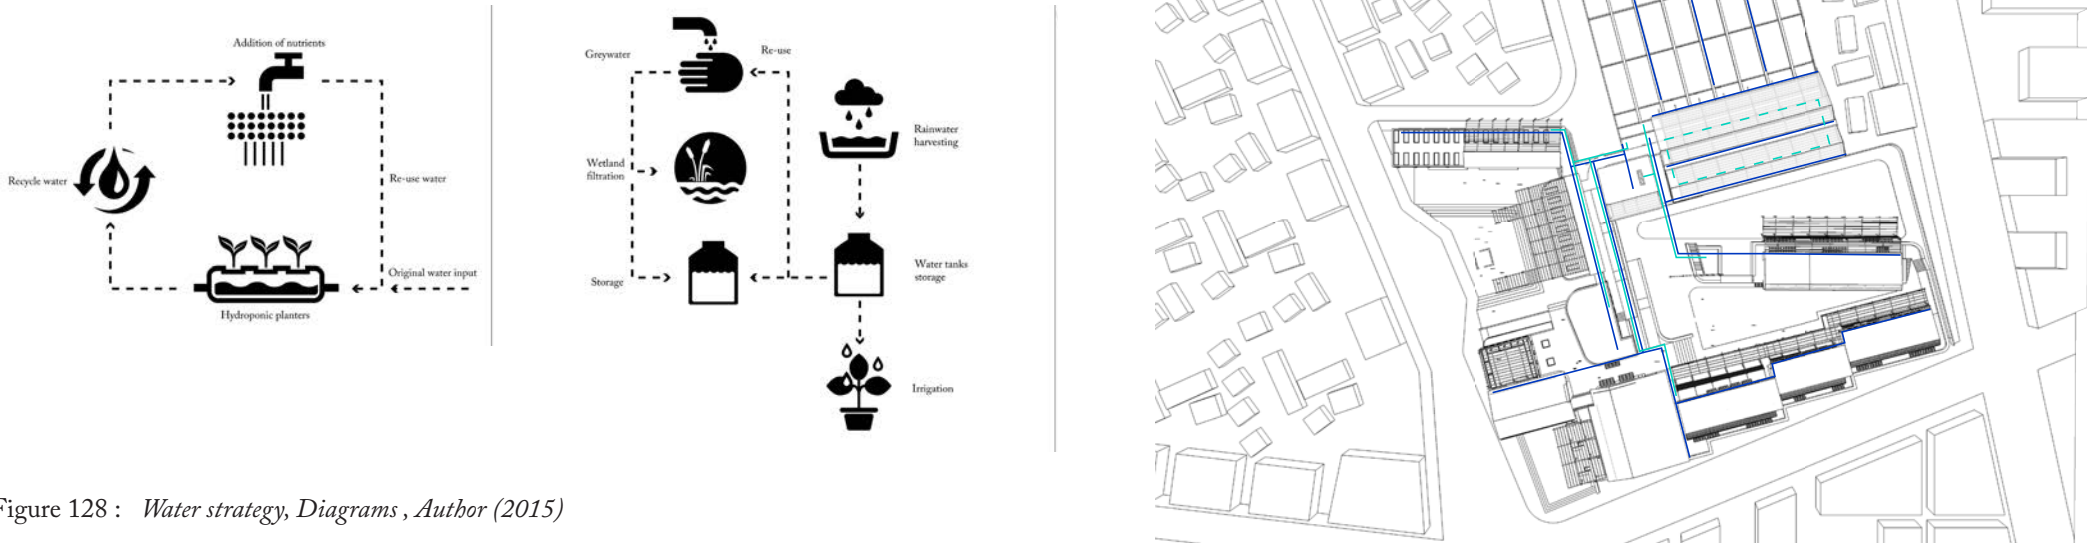 Addition of nutrients
Recycle water
Re-use water
Original water input
Hydroponic planters
Greywater
Re-use
Rainwater
harvesting
Wetland
filtration
Storage
Water tanks
storage
Irrigation
Figure 128 : Water strategy, Diagrams , Author (2015)